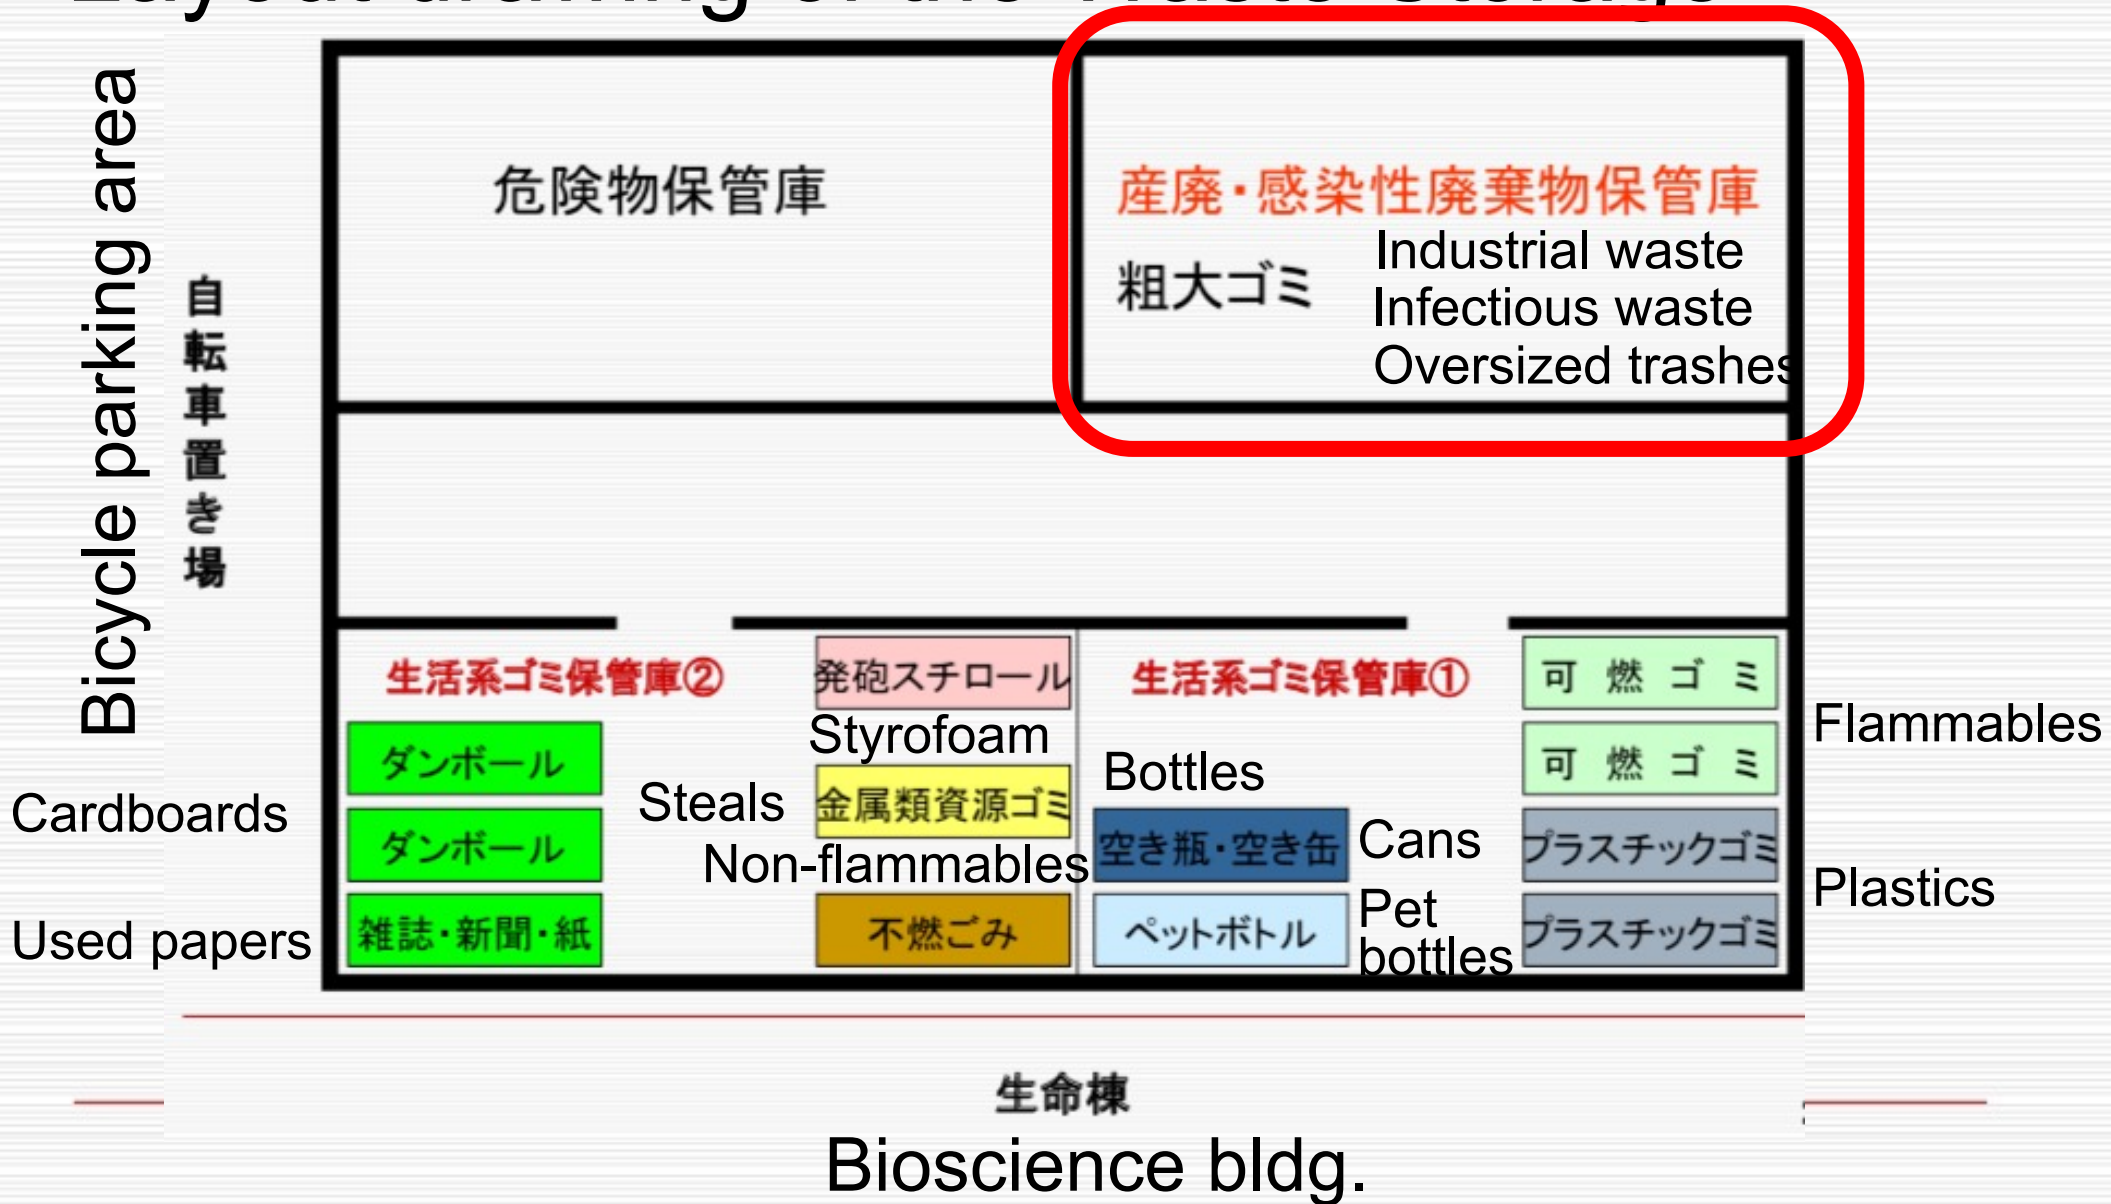 Layout drawing of the Waste Storage
Bicycle parking area
自転車置き場
危険物保管庫
産廃・感染性廃棄物保管庫
粗大ゴミ
Industrial waste
Infectious waste
Oversized trashes
生活系ゴミ保管庫②
発砲スチロール
Styrofoam
ダンボール
Steals
金属類資源ゴミ
Cardboards
ダンボール
Non-flammables
Used papers
雑誌・新聞・紙
不燃ごみ
生活系ゴミ保管庫①
可 燃 ゴ ミ
Flammables
可 燃 ゴ ミ
Bottles
空き瓶・空き缶
Cans
プラスチックゴミ
Plastics
ペットボトル
Pet
bottles
プラスチックゴミ
生命棟
Bioscience bldg.